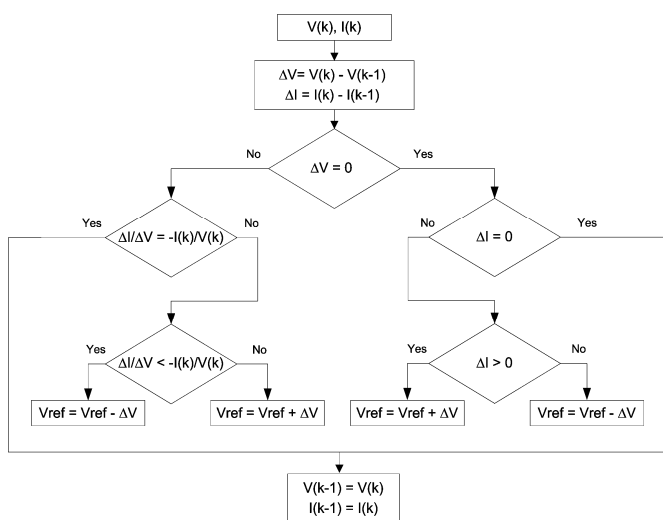 V(k), I(k)
ΔV= V(k) - V(k-1)
ΔI = I(k) - I(k-1)
No
Yes
ΔV = 0
Yes
No
No
Yes
ΔI/ΔV = -I(k)/V(k)
ΔI = 0
Yes
No
Yes
No
ΔI/ΔV < -I(k)/V(k)
ΔI > 0
Vref = Vref - ΔV
Vref = Vref + ΔV
Vref = Vref + ΔV
Vref = Vref - ΔV
V(k-1) = V(k)
I(k-1) = I(k)